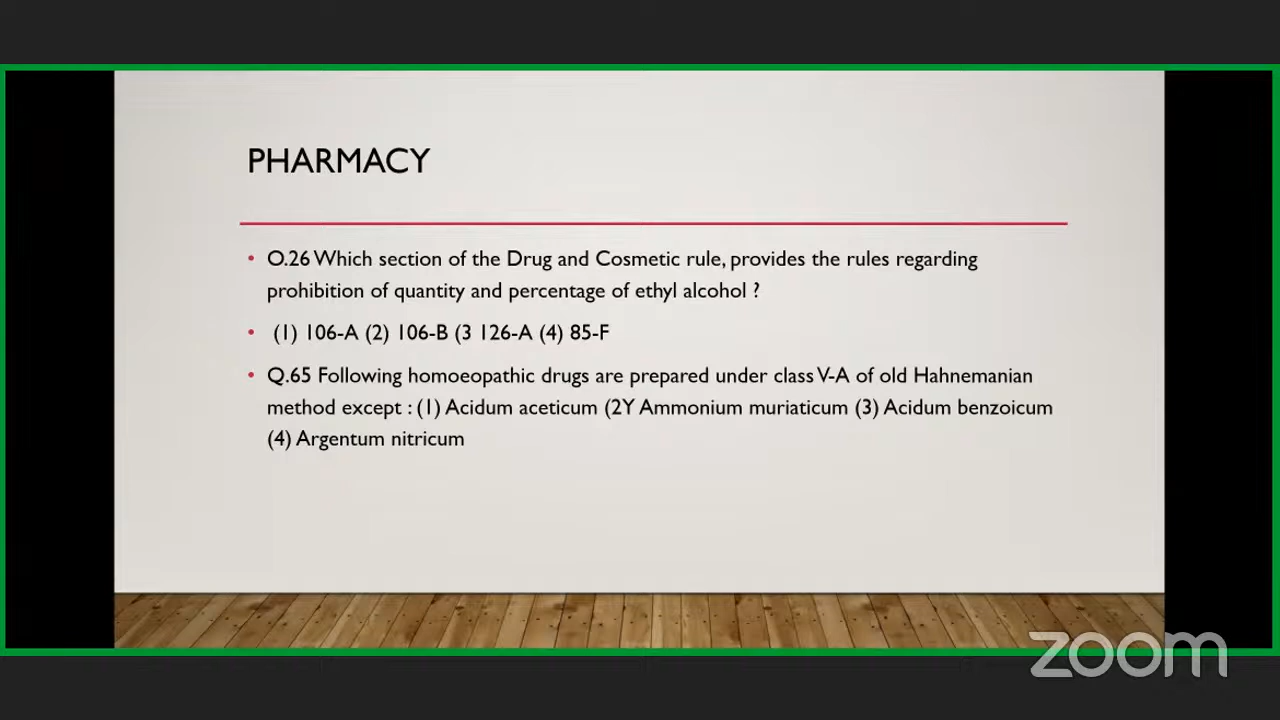 PHARMACY
• O.26 Which section of the Drug and Cosmetic rule, provides the rules regarding
prohibition of quantity and percentage of ethyl alcohol ?
• (1) 106-A (2) 106-B (3 126-A (4) 85-F
• Q.65 Following homoeopathic drugs are prepared under class V-A of old Hahnemanian
method except : (1) Acidum aceticum (2Y Ammonium muriaticum (3) Acidum benzoicum
(4) Argentum nitricum
zoom